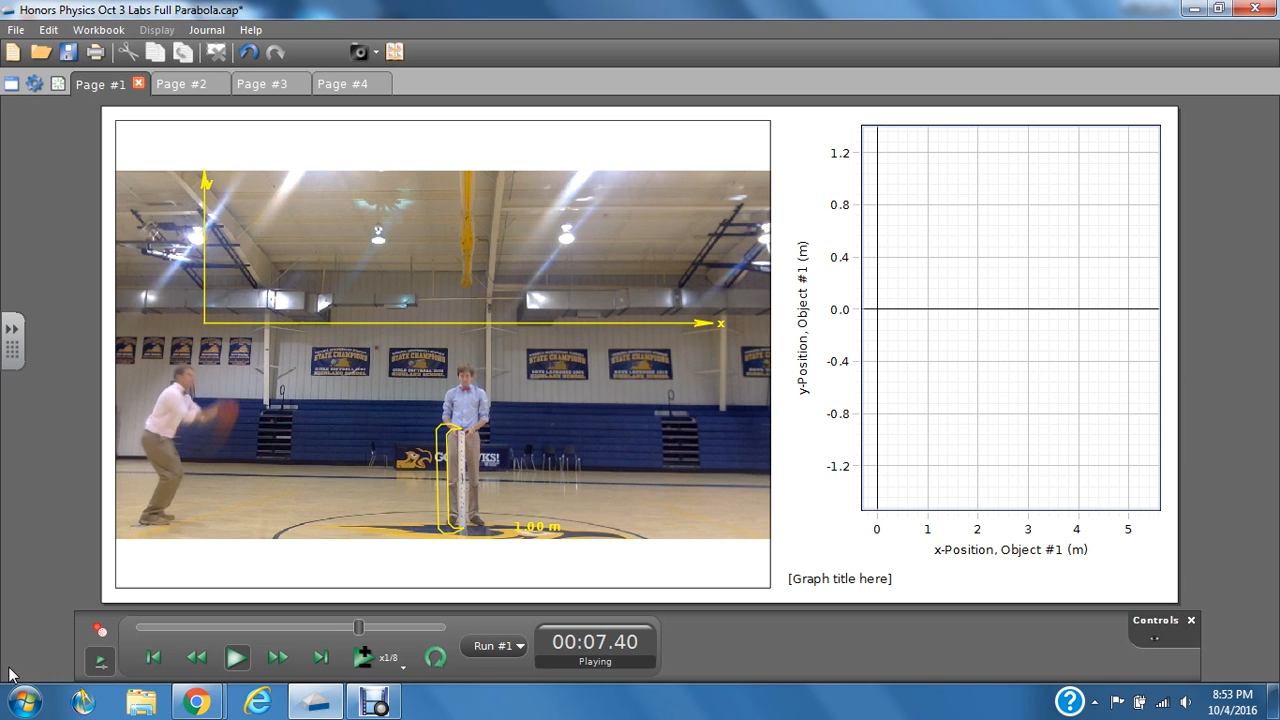 Honors Physics Oct 3 Labs Full Parabola.cap*
File Edit Workbook Display Journal Help
Page #1 Page #2 Page #3 Page #4
y
x
STATE CHAMPIONS
STATE CHAMPIONS
STATE CHAMPIONS
STATE CHAMPIONS
1.00 m
y-Position, Object #1 (m)
1.2
0.8
0.4
0.0
-0.4
-0.8
-1.2
0 1 2 3 4 5
x-Position, Object #1 (m)
[Graph title here]
x1/8
Run #1
00:07.40
Playing
Controls
8:53 PM
10/4/2016